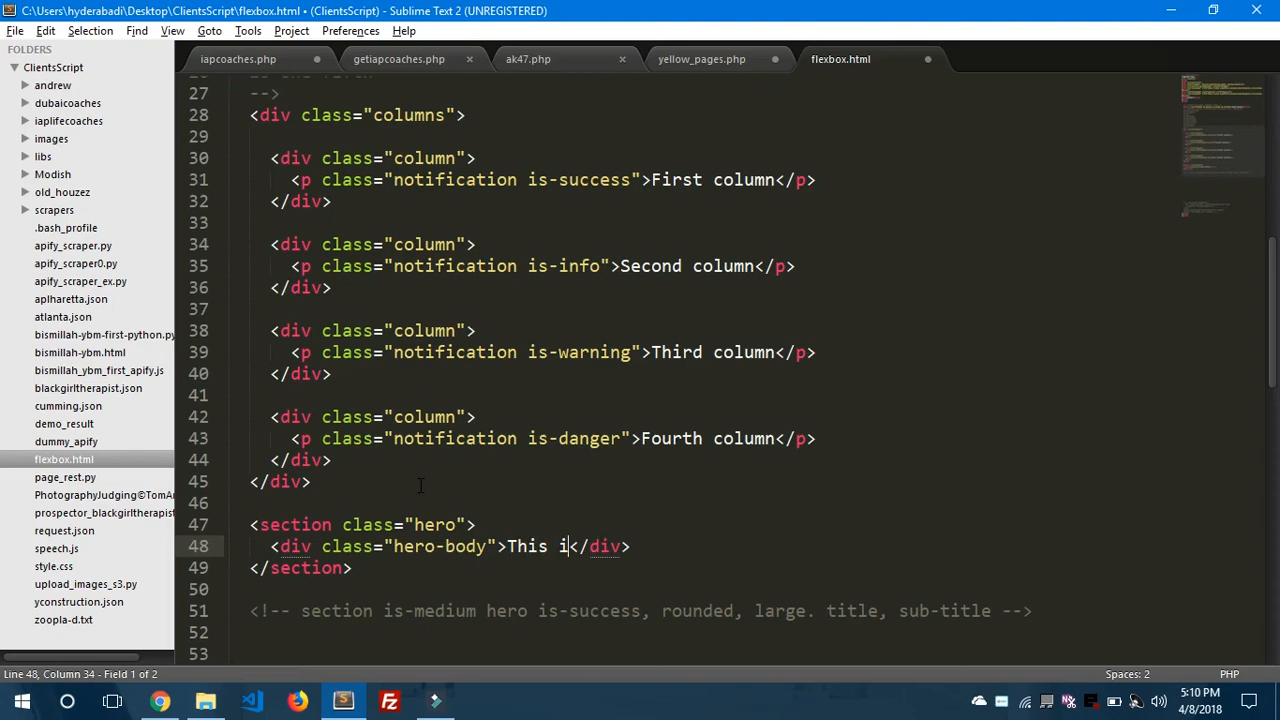 C:\Users\hyderabadi\Desktop\ClientsScript\flexbox.html • (ClientsScript) - Sublime Text 2 (UNREGISTERED)
File Edit Selection Find View Goto Tools Project Preferences Help
FOLDERS
ClientsScript
andrew
dubaicoaches
iaplifecoaches
images
libs
Modish
old_houzez
scrapers
.bash_profile
apify_scraper.py
apify_scraper0.py
apify_scraper_ex.py
aplharetta.json
atlanta.json
bismillah-ybm-first-python.py
bismillah-ybm.html
bismillah_ybm_first_apify.js
blackgirltherapist.json
cumming.json
demo_result
dummy_apify
flexbox.html
page_rest.py
PhotographyJudging©TomAr
prospector_blackgirltherapist
request.json
speech.js
style.css
upload_images_s3.py
yconstruction.json
zoopla-d.txt
iapcoaches.php getiapcoaches.php ak47.php yellow_pages.php flexbox.html
27 -->
28 <div class="columns">
29
30 <div class="column">
31 <p class="notification is-success">First column</p>
32 </div>
33
34 <div class="column">
35 <p class="notification is-info">Second column</p>
36 </div>
37
38 <div class="column">
39 <p class="notification is-warning">Third column</p>
40 </div>
41
42 <div class="column">
43 <p class="notification is-danger">Fourth column</p>
44 </div>
45 </div>
46
47 <section class="hero">
48 <div class="hero-body">This i</div>
49 </section>
50
51 <!-- section is-medium hero is-success, rounded, large. title, sub-title -->
52
53
Line 48, Column 34 - Field 1 of 2 Spaces: 2 PHP
5:10 PM
4/8/2018